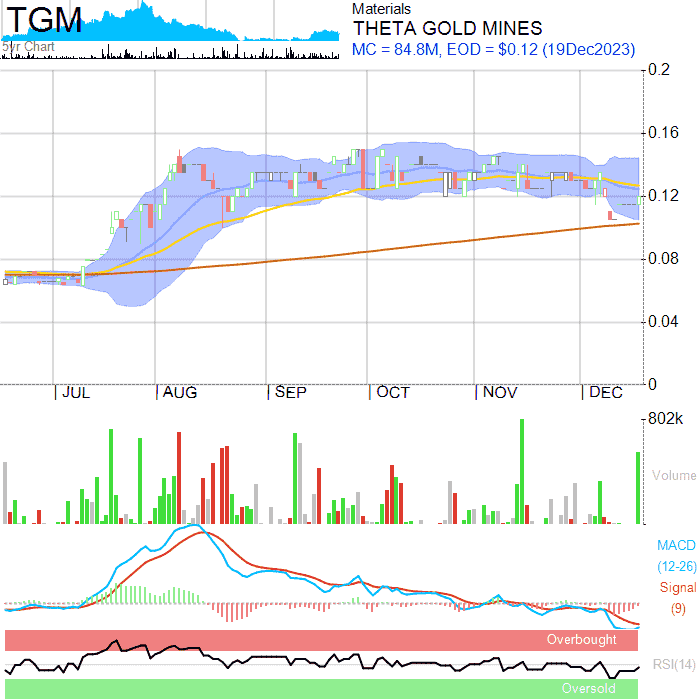 TGM
5yr Chart
Materials
THETA GOLD MINES
MC = 84.8M, EOD = $0.12 (19Dec2023)
0.2
0.16
0.12
0.08
0.04
0
JUL AUG SEP OCT NOV DEC
802k
Volume
MACD
(12-26)
Signal
(9)
Overbought
RSI(14)
Oversold